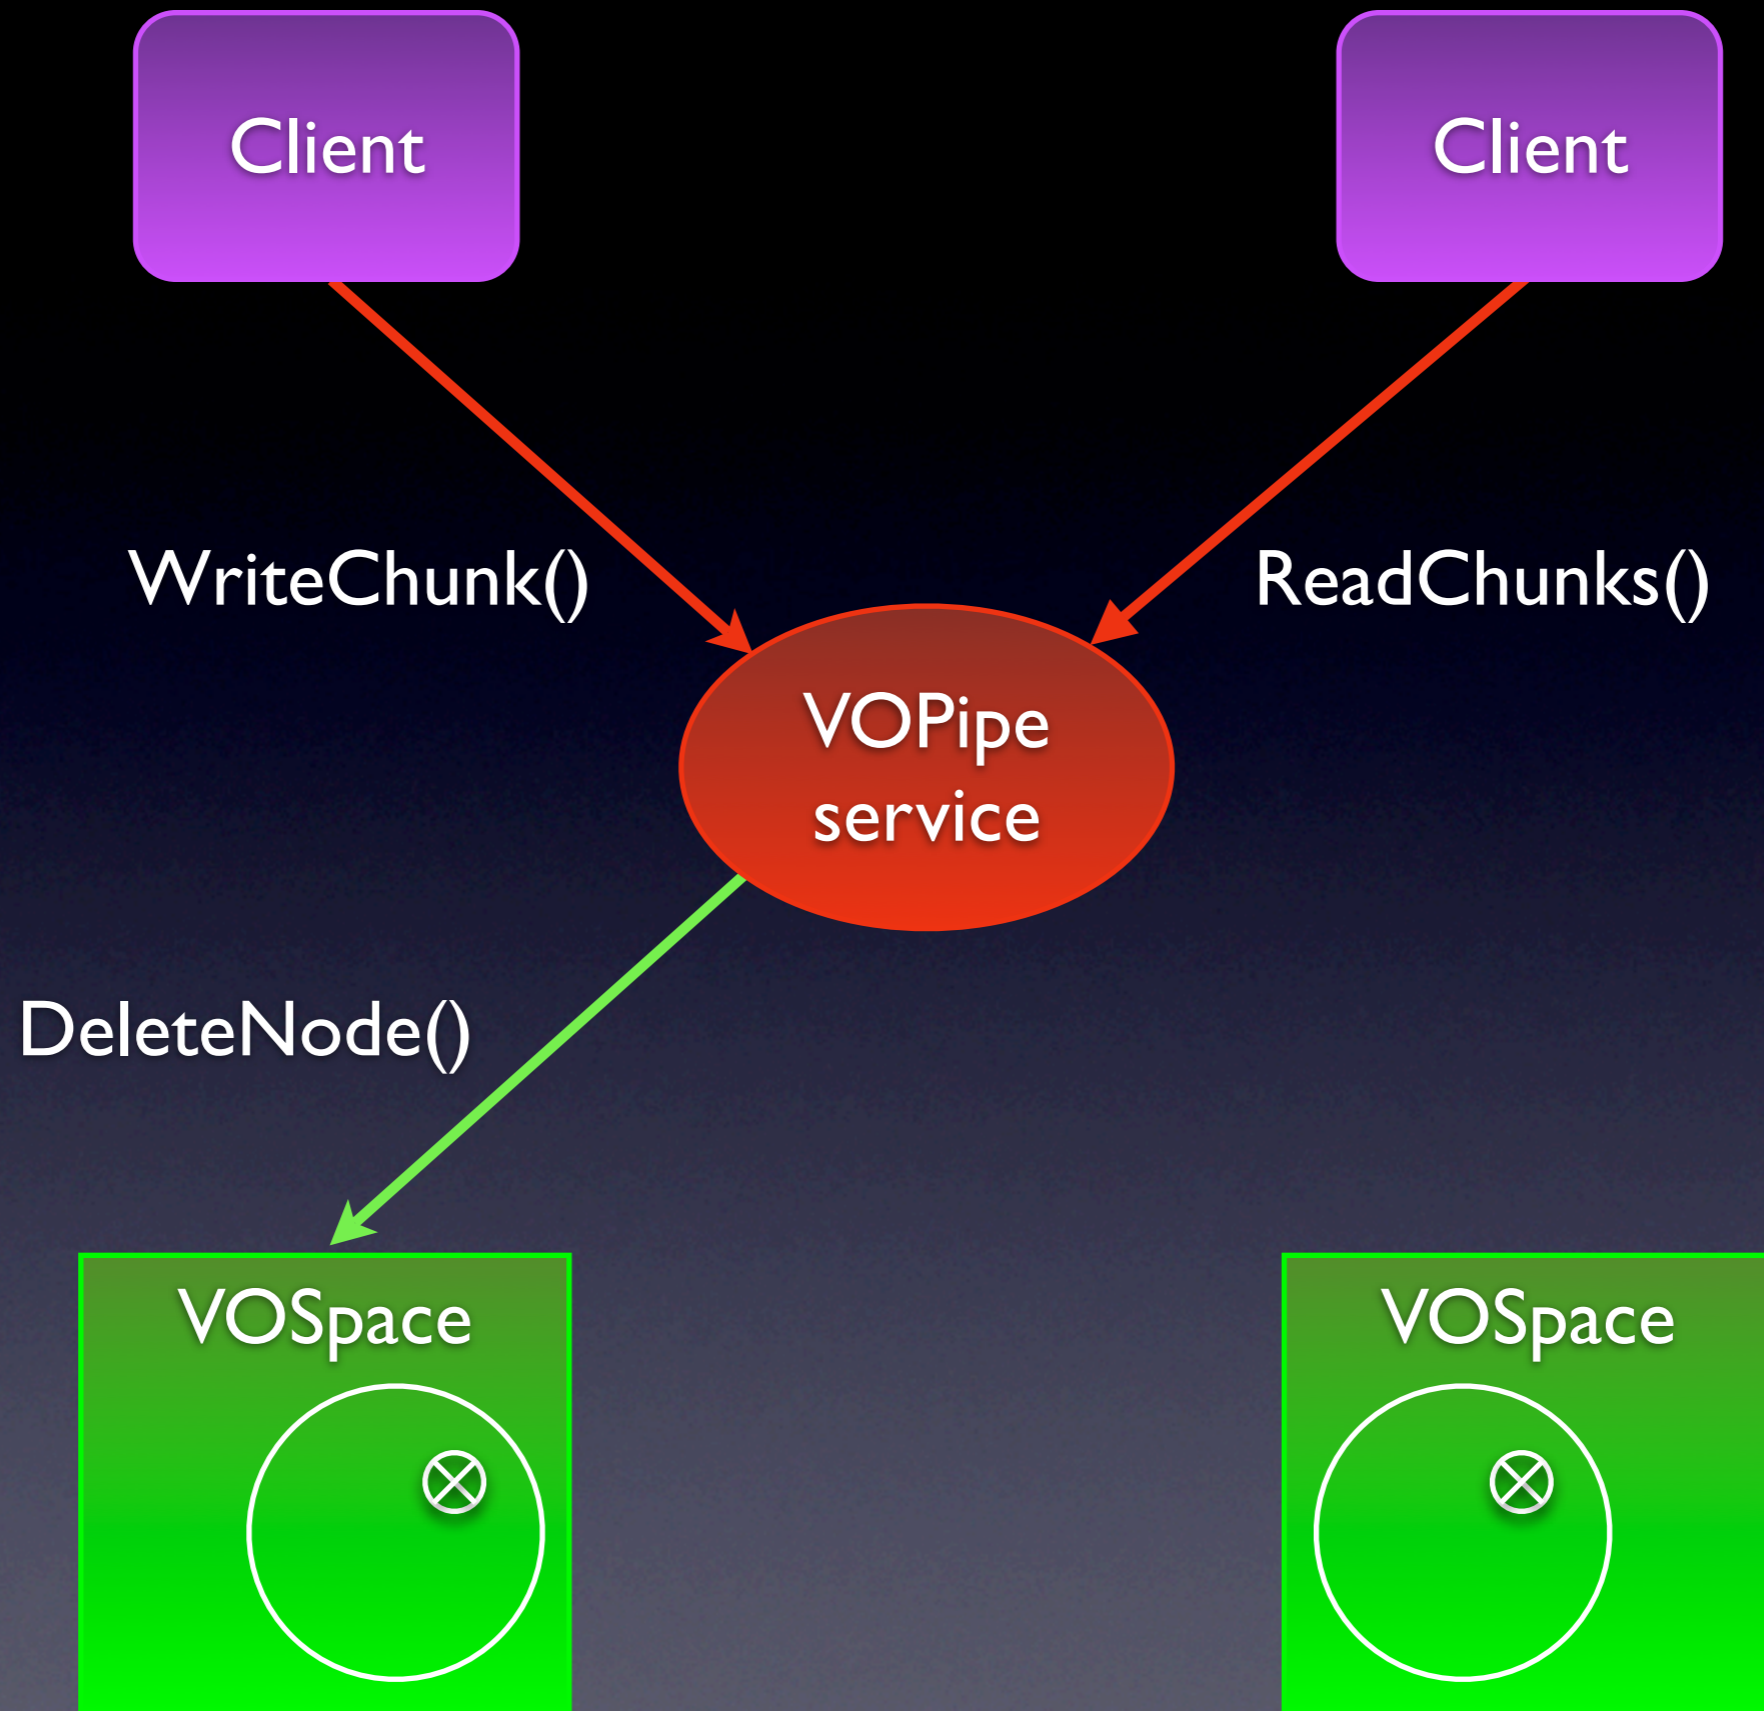 Client
Client
WriteChunk()
ReadChunks()
VOPipe
service
DeleteNode()
VOSpace
VOSpace